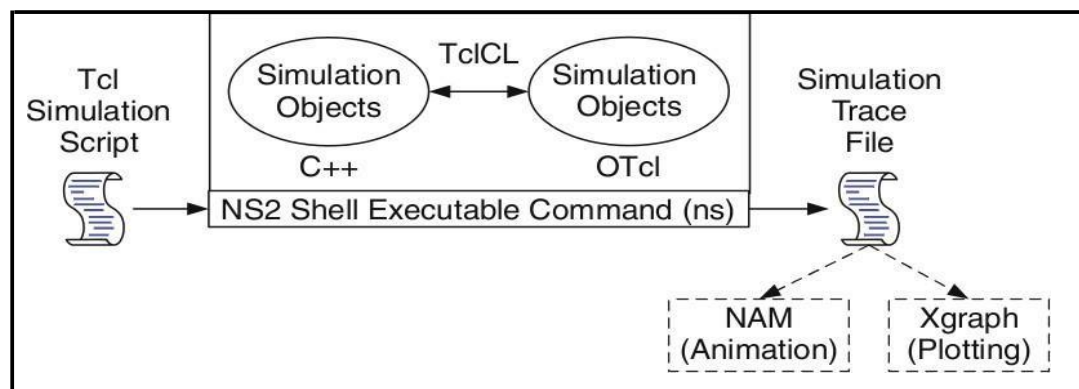 Tcl
Simulation
Script
TclCL
Simulation
Objects
Simulation
Objects
C++
OTcl
NS2 Shell Executable Command (ns)
Simulation
Trace
File
NAM
(Animation)
Xgraph
(Plotting)